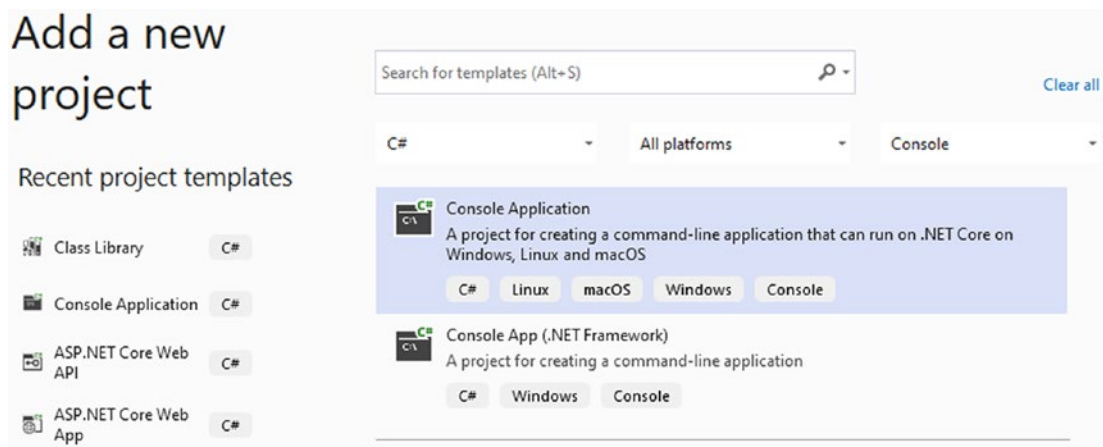 Add a new
project
Recent project templates
Class Library C#
Console Application C#
ASP.NET Core Web
API C#
ASP.NET Core Web
App C#
Search for templates (Alt+S)
Clear all
C# All platforms Console
C#
C:\
Console Application
A project for creating a command-line application that can run on .NET Core on
Windows, Linux and macOS
C# Linux macOS Windows Console
C#
C:\
Console App (.NET Framework)
A project for creating a command-line application
C# Windows Console